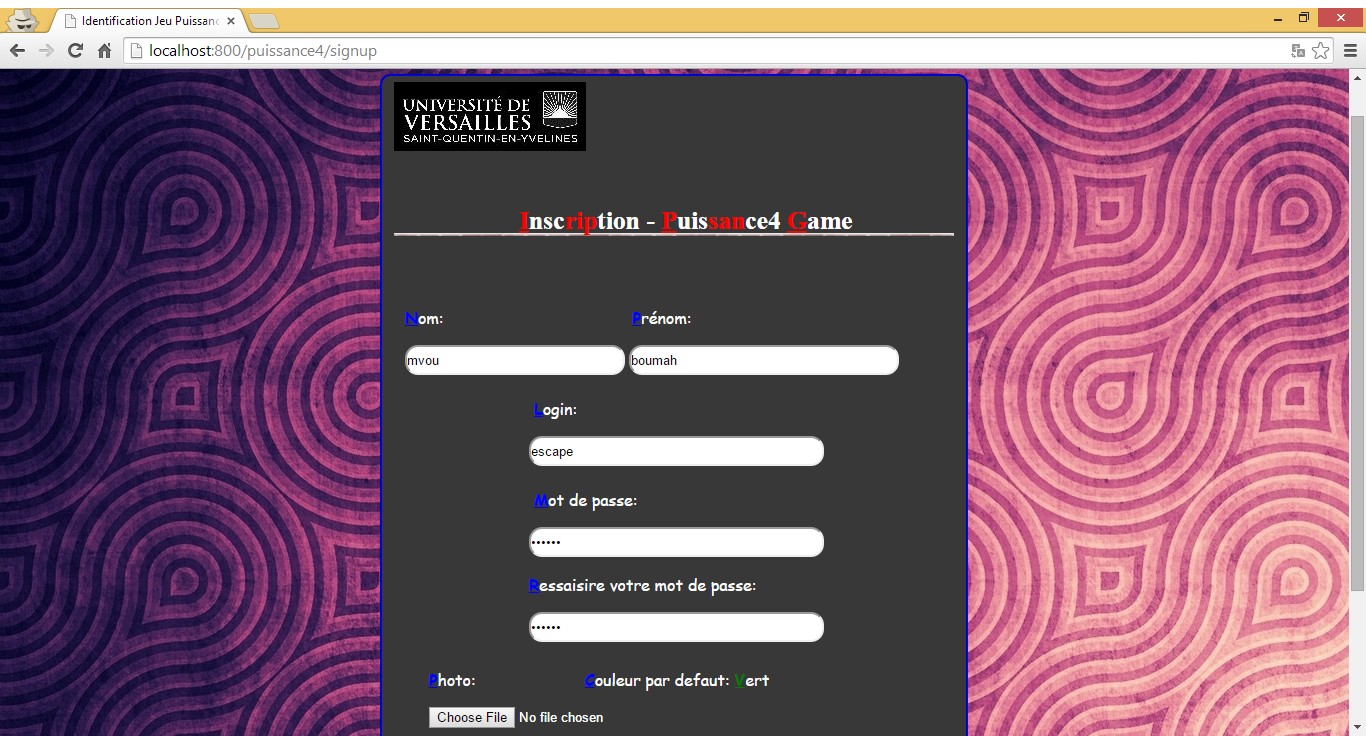 Identification Jeu Puissanc
localhost:800/puissance4/signup
UNIVERSITÉ DE
VERSAILLES
SAINT-QUENTIN-EN-YVELINES
Inscription - Puissance4 Game
Nom: Prénom:
mvou boumah
Login:
escape
Mot de passe:
••••••
Ressaisire votre mot de passe:
••••••
Photo: Couleur par defaut: Vert
Choose File No file chosen